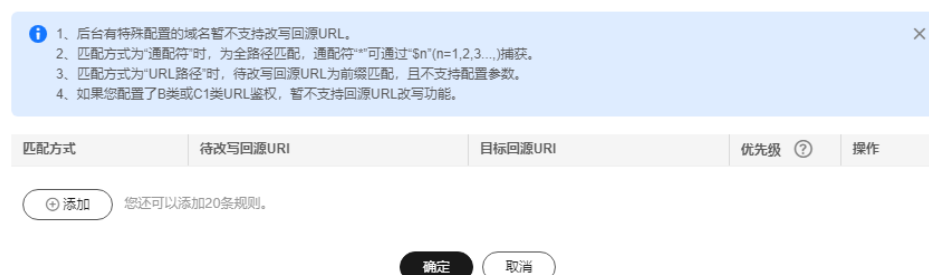 1、后台有特殊配置的域名暂不支持改写回源URL。
2、匹配方式为“通配符”时，为全路径匹配，通配符“*”可通过“$n”(n=1,2,3...,)捕获。
3、匹配方式为“URL路径”时，待改写回源URL为前缀匹配，且不支持配置参数。
4、如果您配置了B类或C1类URL鉴权，暂不支持回源URL改写功能。
匹配方式 待改写回源URI 目标回源URI 优先级 ? 操作
添加 您还可以添加20条规则。
确定 取消